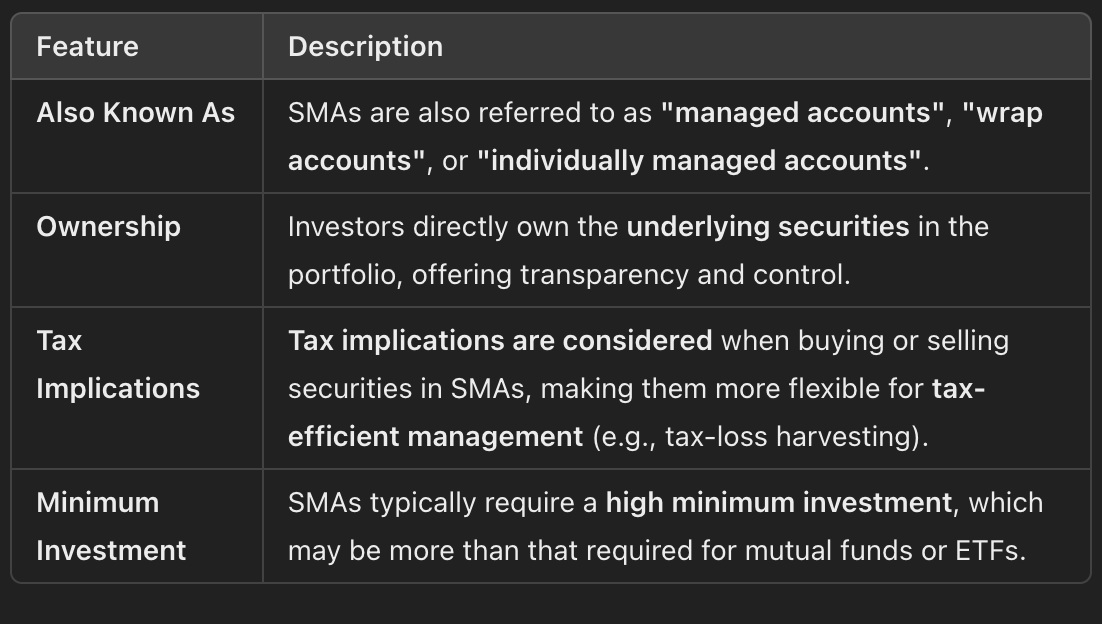 Feature Description
Also Known As SMAs are also referred to as "managed accounts", "wrap
accounts", or "individually managed accounts".
Ownership Investors directly own the underlying securities in the
portfolio, offering transparency and control.
Tax Tax implications are considered when buying or selling
Implications securities in SMAs, making them more flexible for tax-
efficient management (e.g., tax-loss harvesting).
Minimum SMAs typically require a high minimum investment, which
Investment may be more than that required for mutual funds or ETFs.